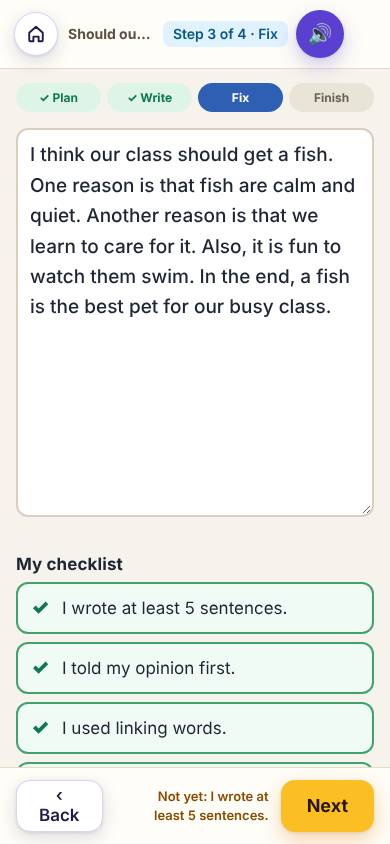 Should ou...
Step 3 of 4 · Fix
✓ Plan
✓ Write
Fix
Finish
I think our class should get a fish.
One reason is that fish are calm and
quiet. Another reason is that we
learn to care for it. Also, it is fun to
watch them swim. In the end, a fish
is the best pet for our busy class.
My checklist
✔ I wrote at least 5 sentences.
✔ I told my opinion first.
✔ I used linking words.
‹
Back
Not yet: I wrote at
least 5 sentences.
Next